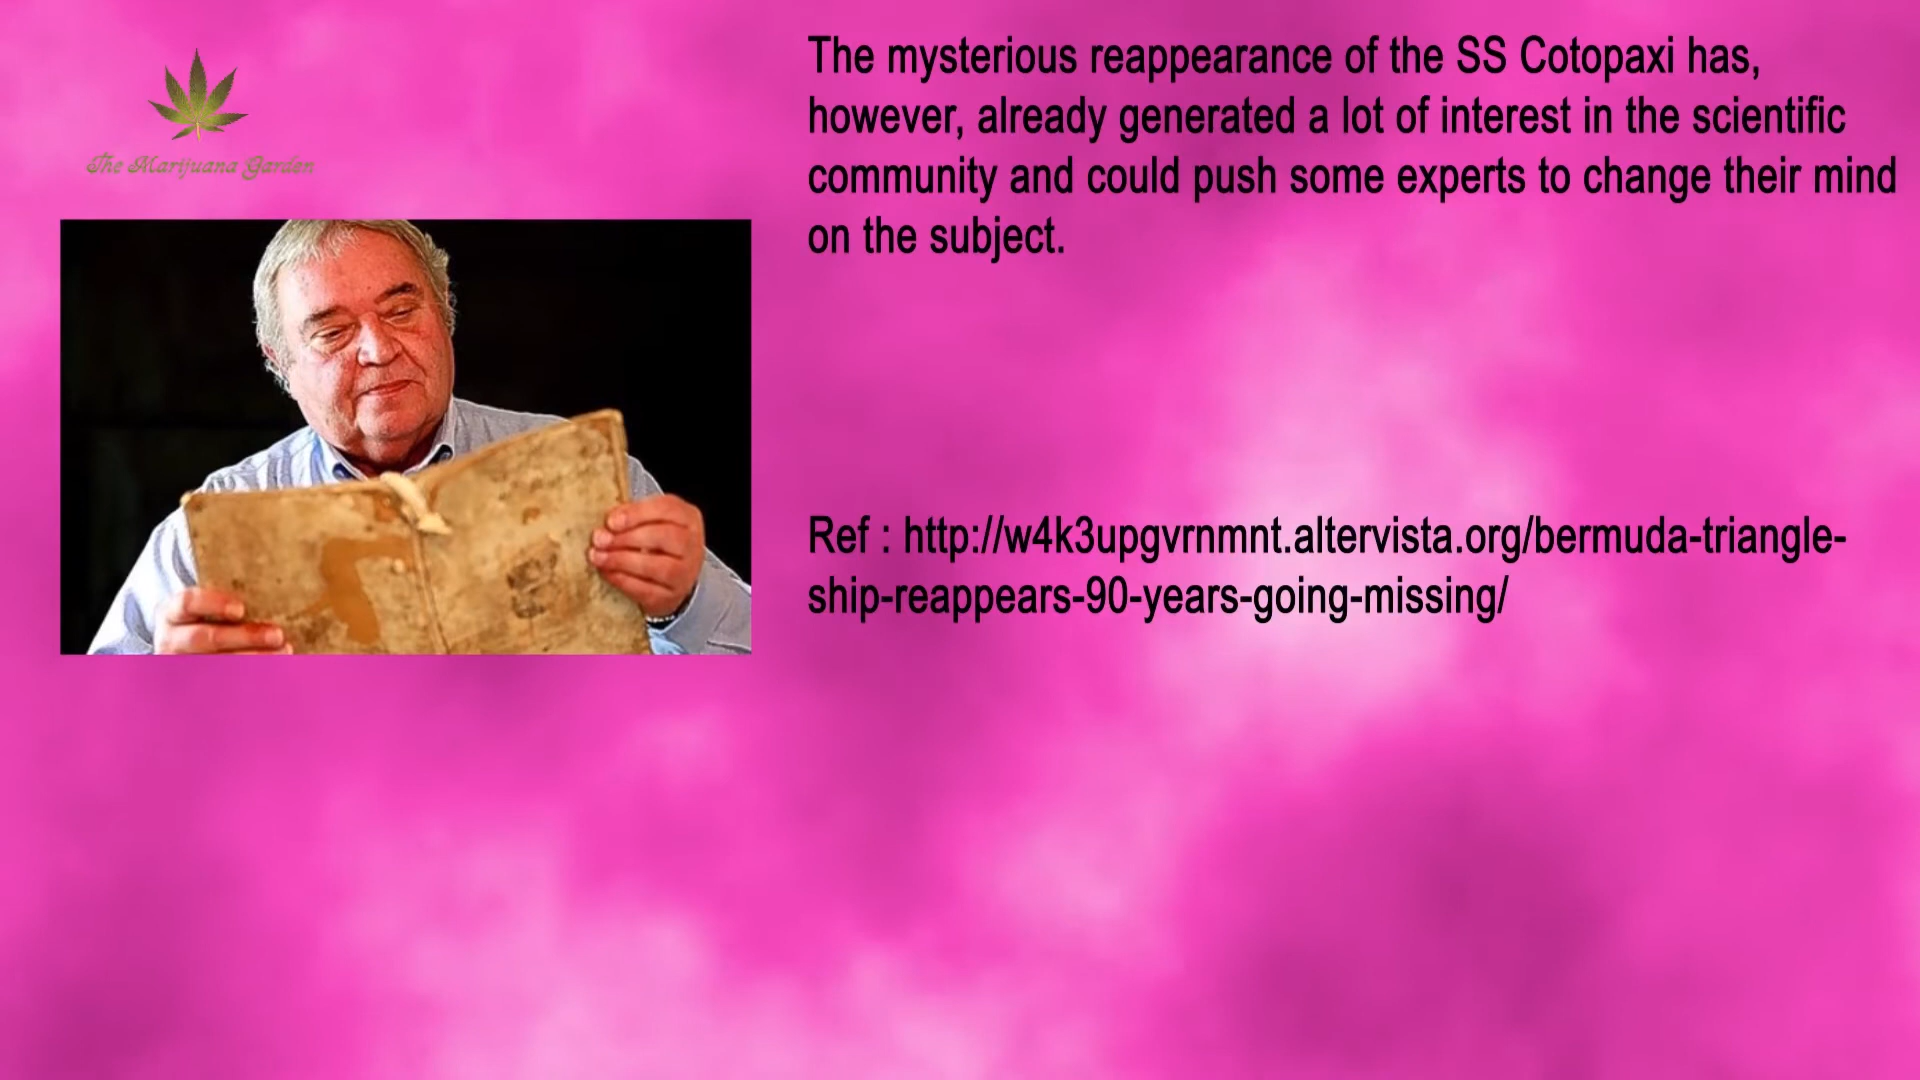 The Marijuana Garden
The mysterious reappearance of the SS Cotopaxi has,
however, already generated a lot of interest in the scientific
community and could push some experts to change their mind
on the subject.
Ref : http://w4k3upgvrnmnt.altervista.org/bermuda-triangle-
ship-reappears-90-years-going-missing/